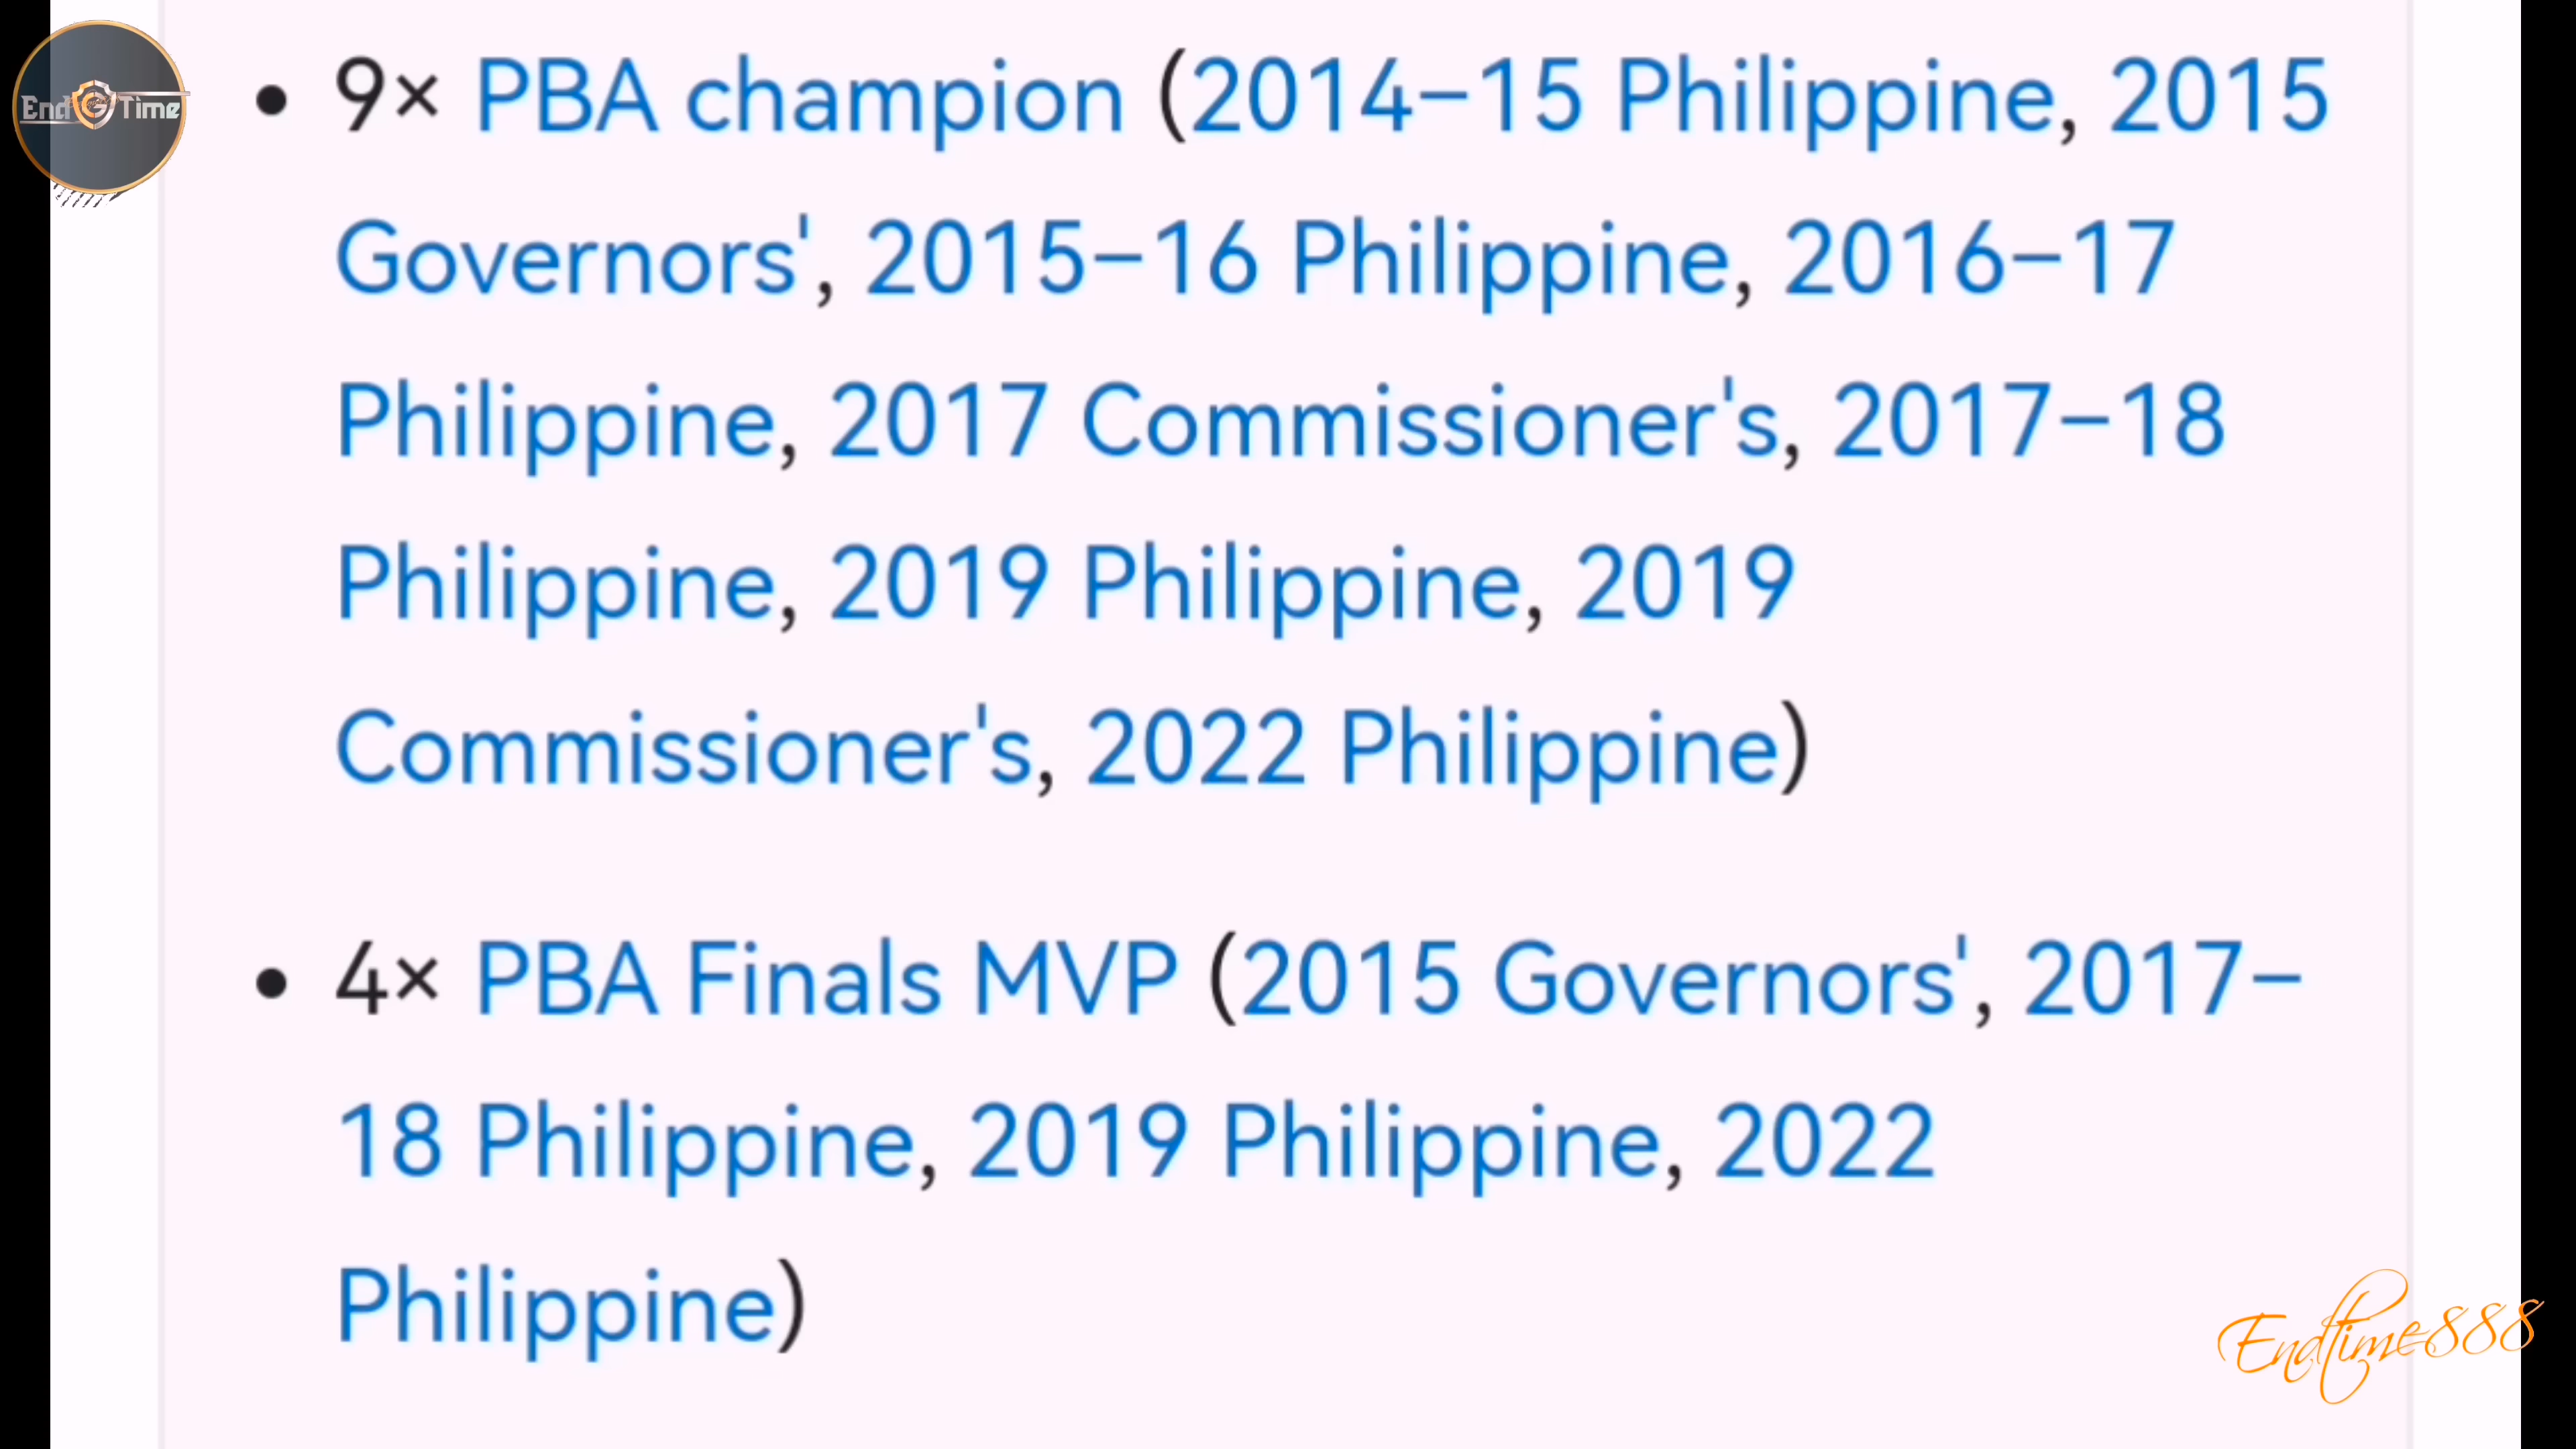 End G Time
• 9× PBA champion (2014–15 Philippine, 2015
Governors', 2015–16 Philippine, 2016–17
Philippine, 2017 Commissioner's, 2017–18
Philippine, 2019 Philippine, 2019
Commissioner's, 2022 Philippine)
• 4× PBA Finals MVP (2015 Governors', 2017–
18 Philippine, 2019 Philippine, 2022
Philippine)
Endtime888